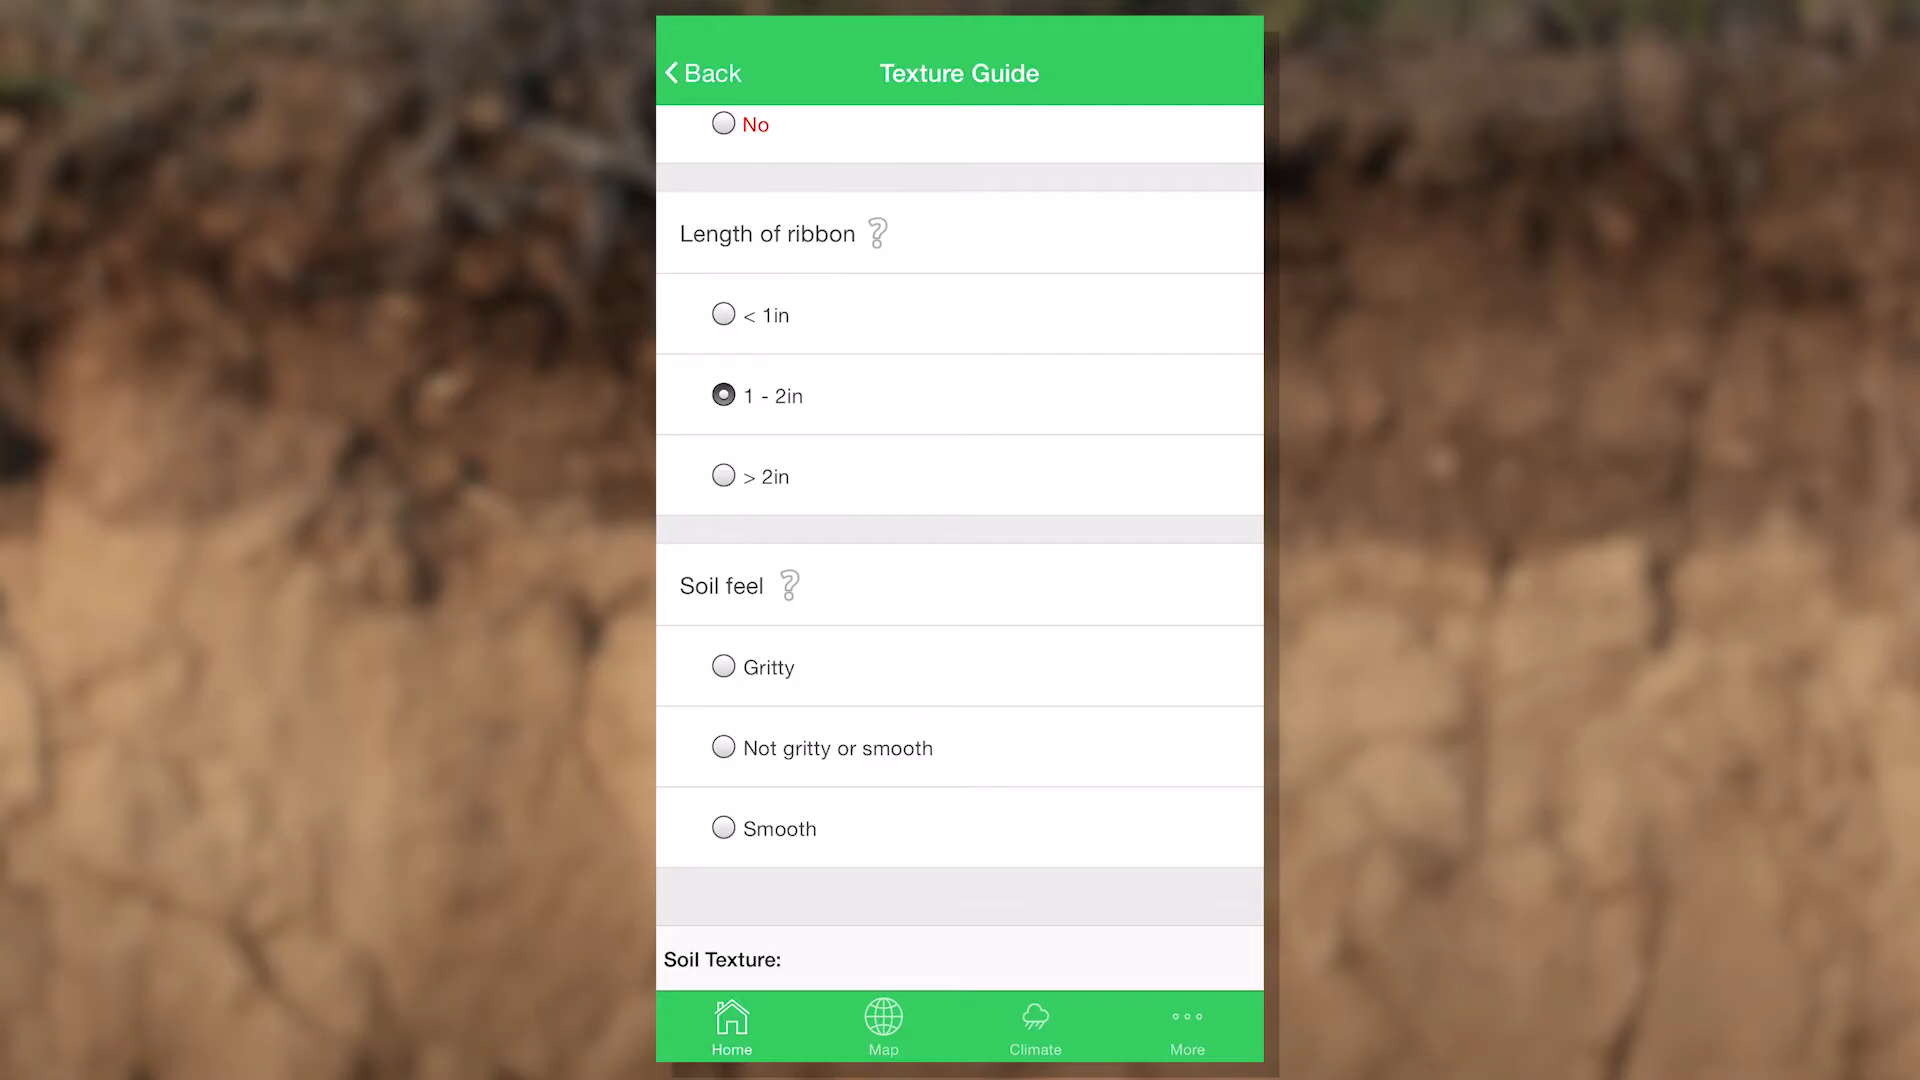 Back
Texture Guide
No
Length of ribbon
< 1in
1 - 2in
> 2in
Soil feel
Gritty
Not gritty or smooth
Smooth
Soil Texture:
Home
Map
Climate
More